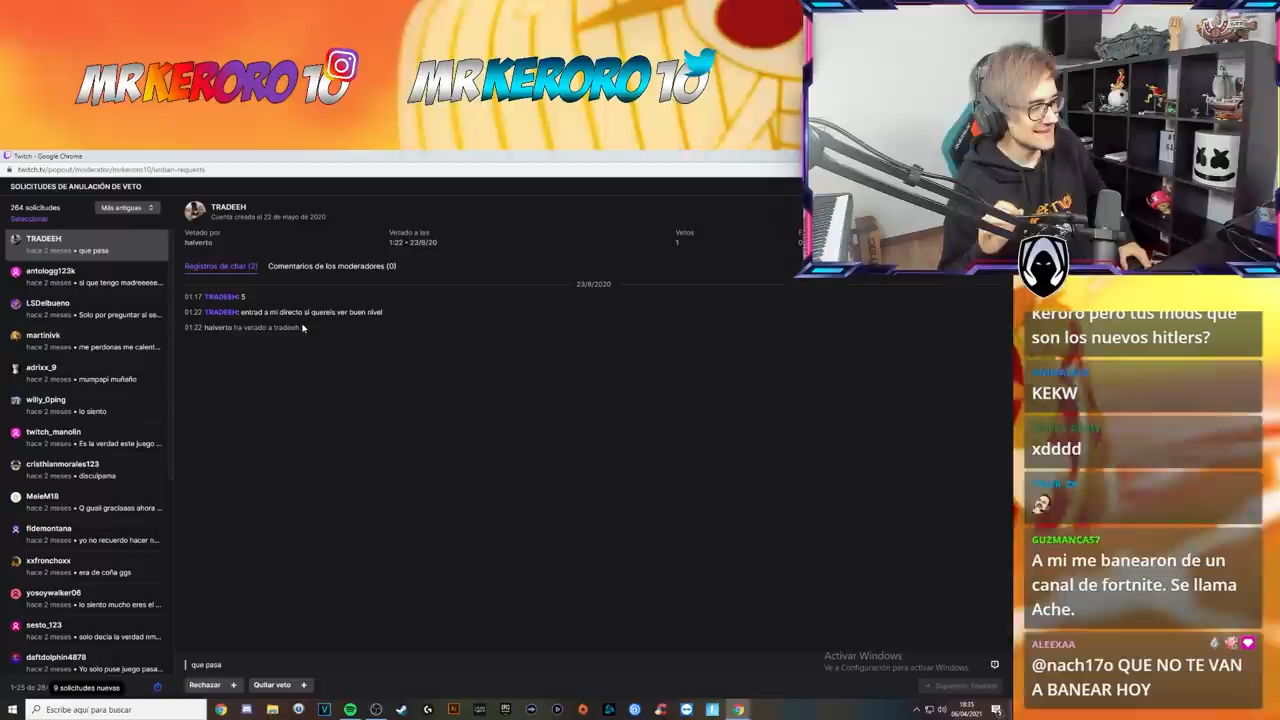 MRKERORO10
MRKERORO10
Twitch - Google Chrome
twitch.tv/popout/moderator/mrkeroro10/unban-requests
SOLICITUDES DE ANULACIÓN DE VETO
264 solicitudes
Más antiguas
Seleccionar
TRADEEH
hace 2 meses • que pasa
antologg123k
hace 2 meses • si que tengo madreeeee...
LSDelbueno
hace 2 meses • Solo por preguntar si se...
martinivk
hace 2 meses • me perdonas me calent...
adrixx_9
hace 2 meses • mumpapi muñaño
willy_0ping
hace 2 meses • lo siento
twitch_manolin
hace 2 meses • Es la verdad este juego ...
cristhianmorales123
hace 2 meses • disculpama
MeleM18
hace 2 meses • Q guaii graciaaas ahora ...
fidemontana
hace 2 meses • yo no recuerdo hacer n...
xxfronchoxx
hace 2 meses • era de coña ggs
yosoywalker06
hace 2 meses • lo siento mucho eres el ...
sesto_123
hace 2 meses • solo decia la verdad nm...
daftdolphin4878
hace 2 meses • Yo solo puse juego pasa...
1-25 de 264
9 solicitudes nuevas
TRADEEH
Cuenta creada el 22 de mayo de 2020
Vetado por
halverto
Vetado a las
1:22 • 23/8/20
Vetos
1
Registros de chat (2)
Comentarios de los moderadores (0)
23/8/2020
01:17 TRADEEH: 5
01:22 TRADEEH: entrad a mi directo si quereis ver buen nivel
01:22 halverto ha vetado a tradeeh.
que pasa
Rechazar +
Quitar veto +
Activar Windows
Ve a Configuración para activar Windows.
keroro pero tus mods que
son los nuevos hitlers?
KEKW
xdddd
GUZMANCAS7
A mi me banearon de un
canal de fortnite. Se llama
Ache.
ALEEXAA
@nach17o QUE NO TE VAN
A BANEAR HOY
Escribe aquí para buscar
18:35
06/04/2021